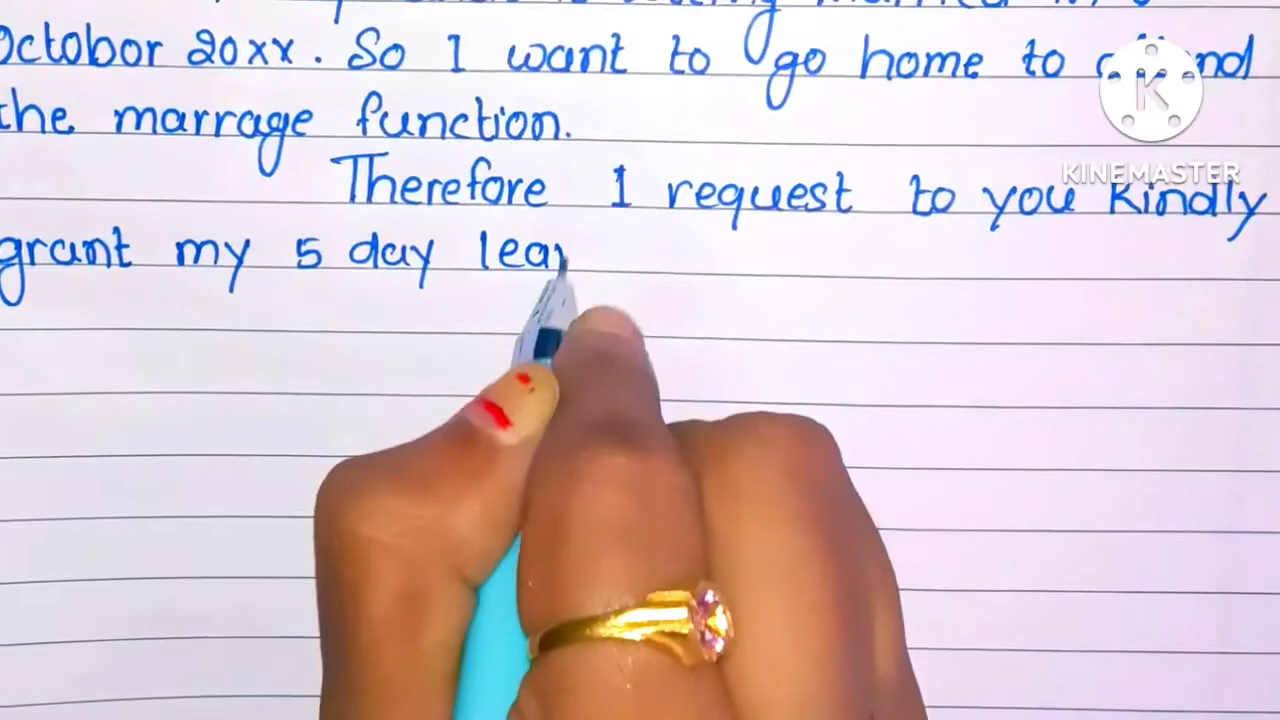 Octobor 20xx. So I want to go home to
the marrage function.
Therefore I request to you kindly
grant my 5 day
K
KINEMASTER